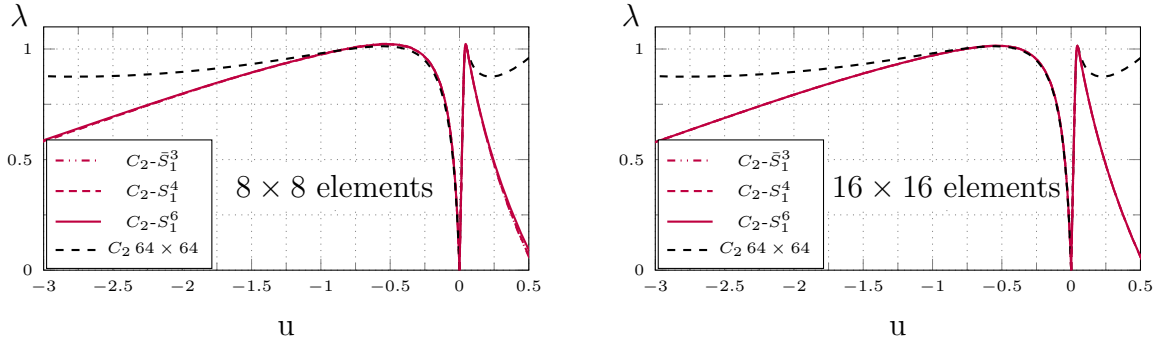 λ
1
0.5
0
C₂-S̄₁³
C₂-S₁⁴
C₂-S₁⁶
C₂ 64 × 64
8 × 8 elements
−3 −2.5 −2 −1.5 −1 −0.5 0 0.5
u
λ
1
0.5
0
C₂-S̄₁³
C₂-S₁⁴
C₂-S₁⁶
C₂ 64 × 64
16 × 16 elements
−3 −2.5 −2 −1.5 −1 −0.5 0 0.5
u